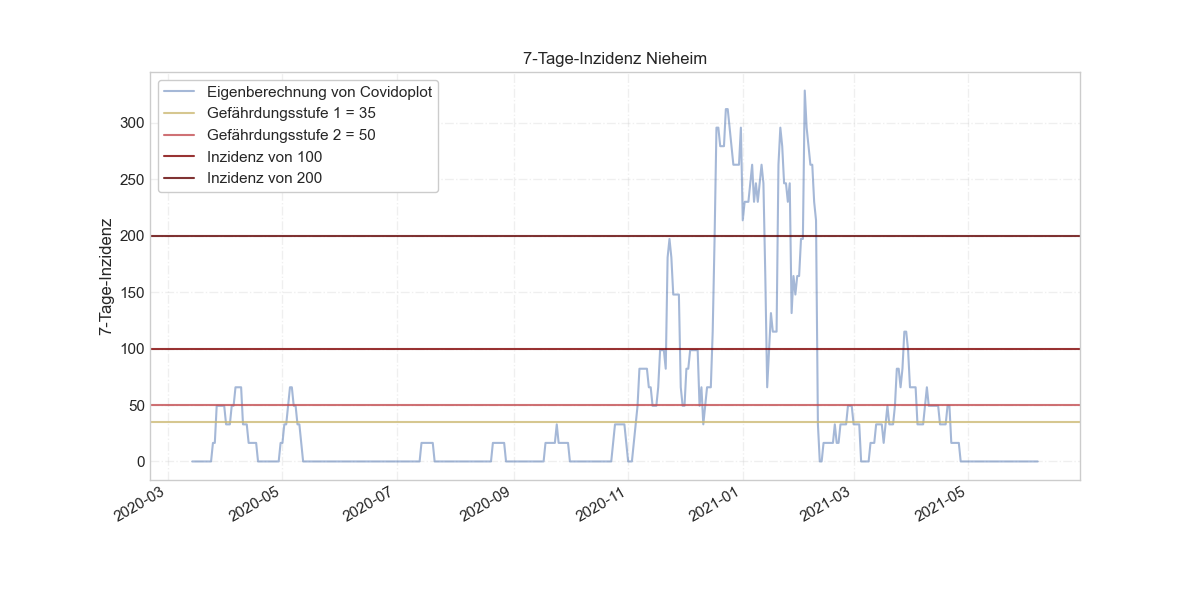 7-Tage-Inzidenz Nieheim
Eigenberechnung von Covidoplot
Gefährdungsstufe 1 = 35
Gefährdungsstufe 2 = 50
Inzidenz von 100
Inzidenz von 200
7-Tage-Inzidenz
300
250
200
150
100
50
0
2020-03
2020-05
2020-07
2020-09
2020-11
2021-01
2021-03
2021-05